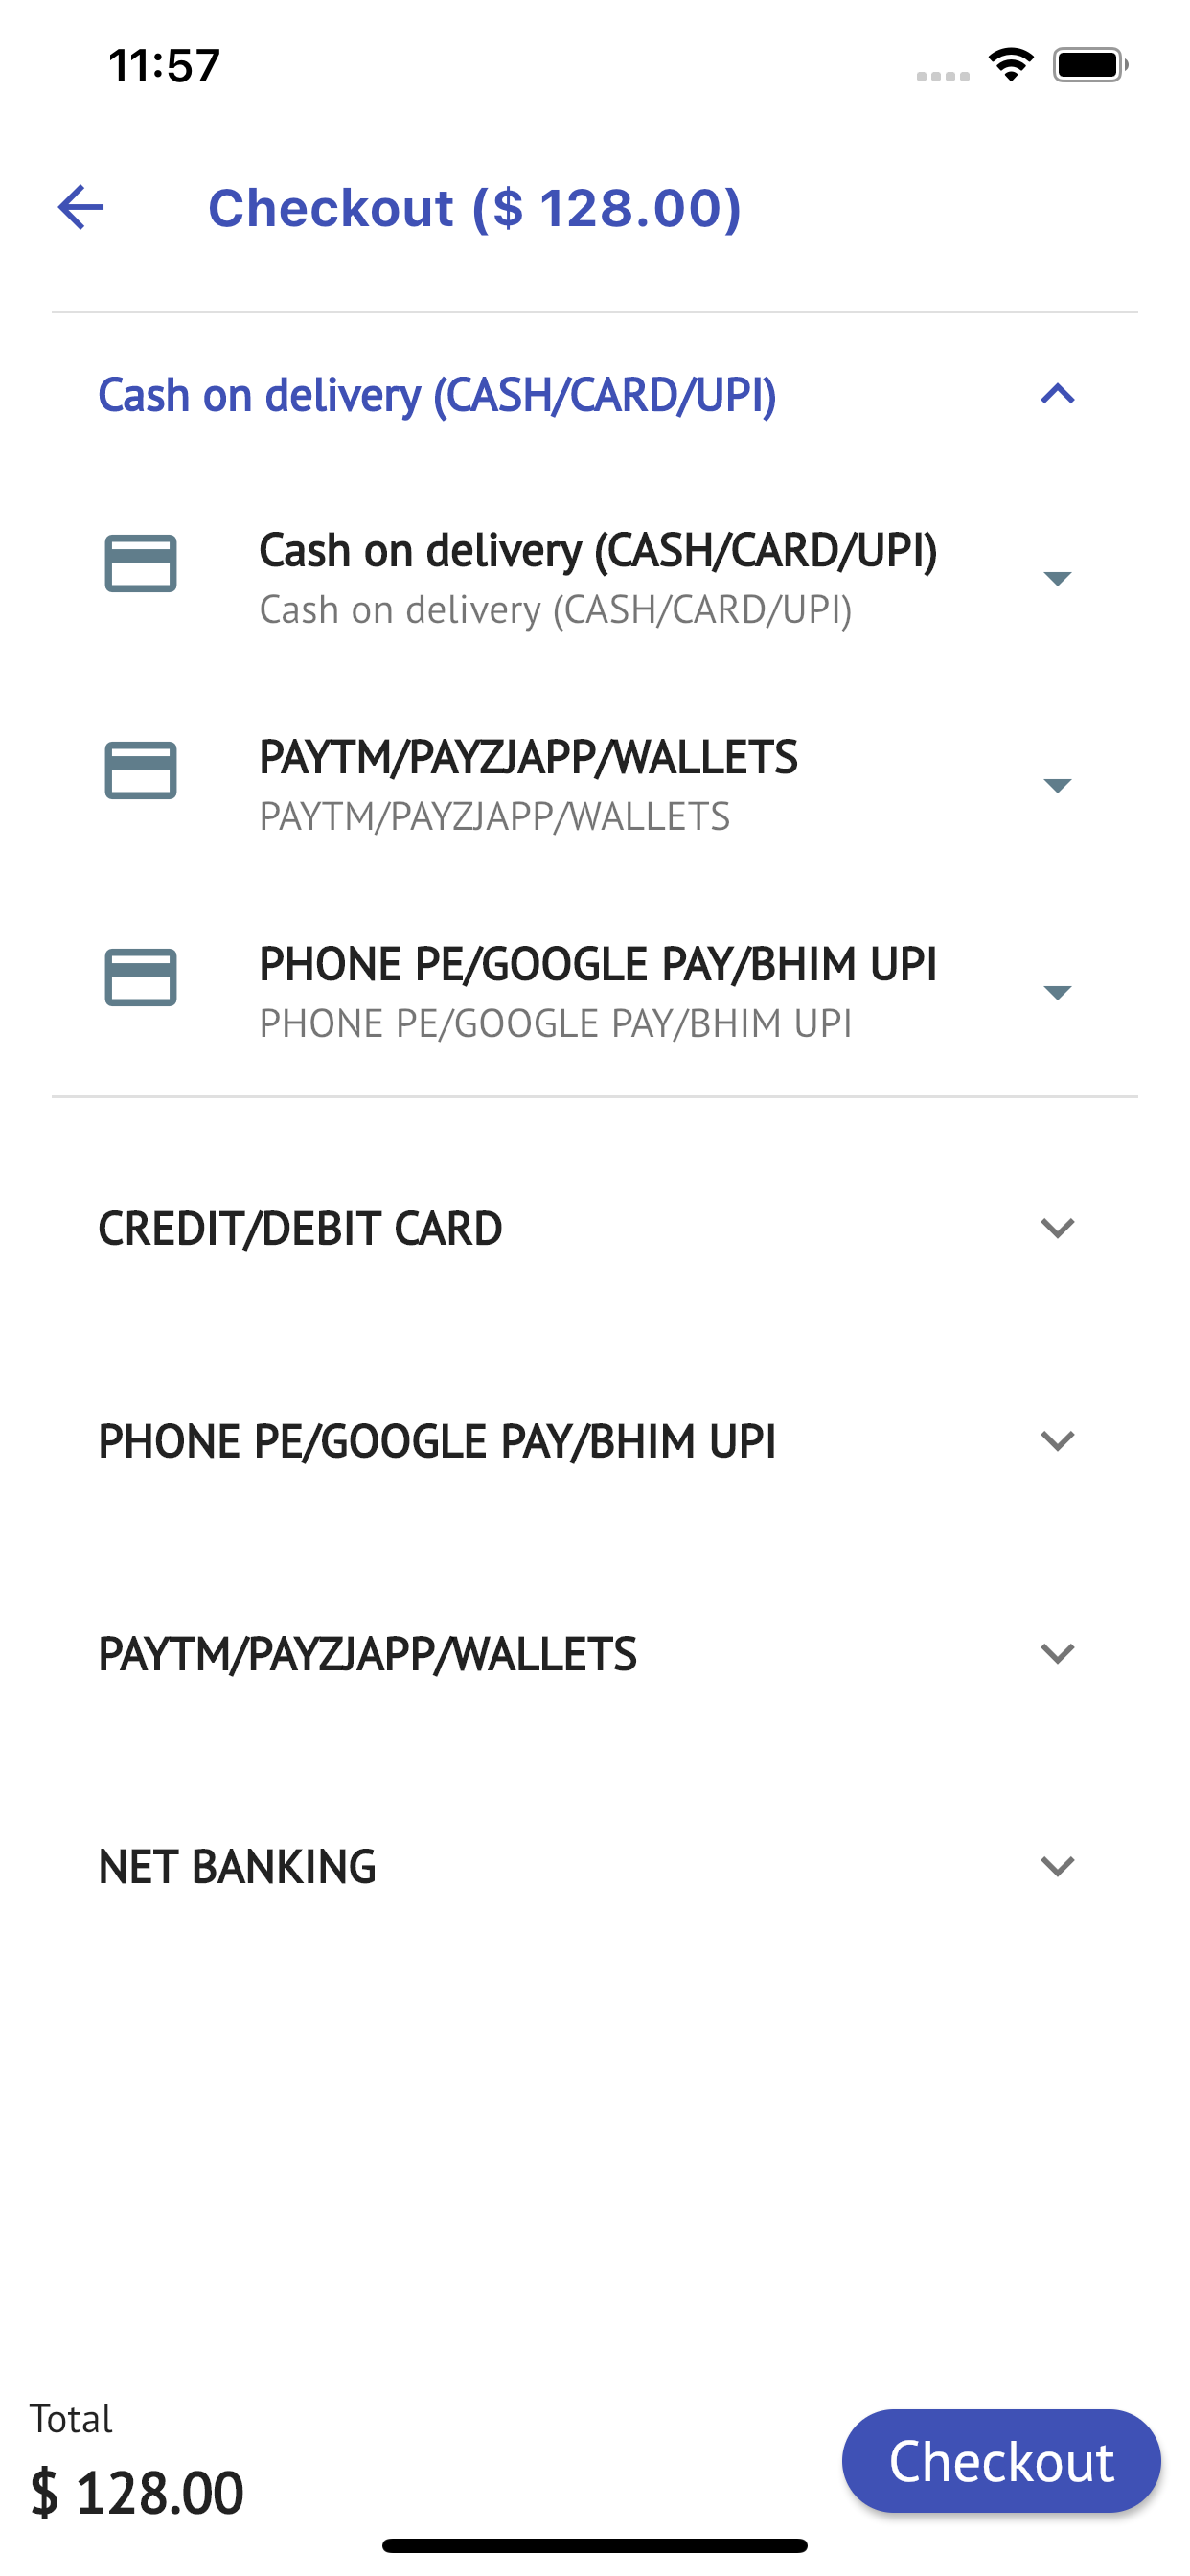 11:57
Checkout ($ 128.00)
Cash on delivery (CASH/CARD/UPI)
Cash on delivery (CASH/CARD/UPI)
Cash on delivery (CASH/CARD/UPI)
PAYTM/PAYZJAPP/WALLETS
PAYTM/PAYZJAPP/WALLETS
PHONE PE/GOOGLE PAY/BHIM UPI
PHONE PE/GOOGLE PAY/BHIM UPI
CREDIT/DEBIT CARD
PHONE PE/GOOGLE PAY/BHIM UPI
PAYTM/PAYZJAPP/WALLETS
NET BANKING
Total
$ 128.00
Checkout